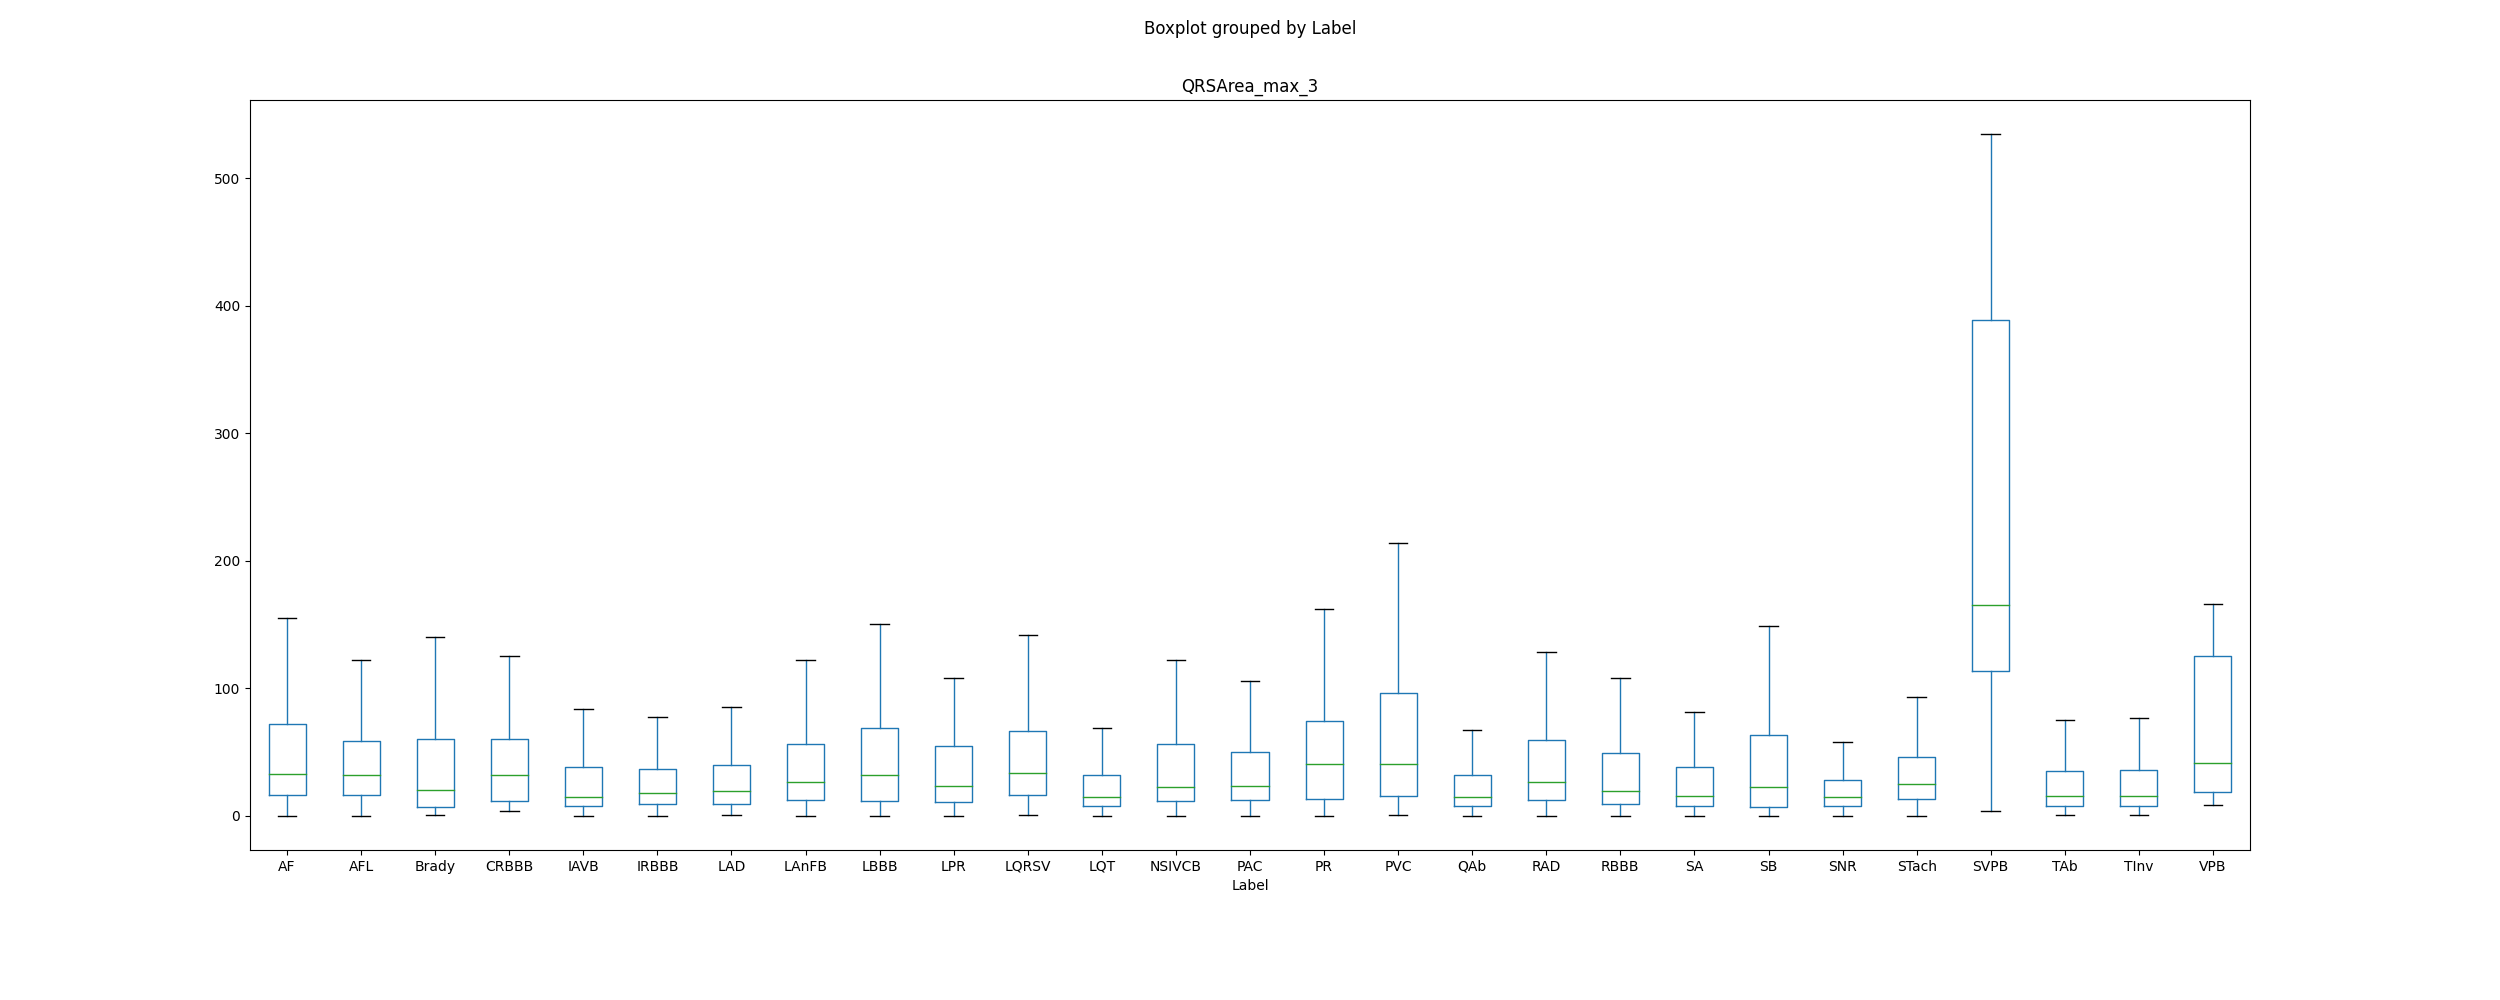 Boxplot grouped by Label
QRSArea_max_3
500
400
300
200
100
0
AF AFL Brady CRBBB IAVB IRBBB LAD LAnFB LBBB LPR LQRSV LQT NSIVCB PAC PR PVC QAb RAD RBBB SA SB SNR STach SVPB TAb TInv VPB
Label